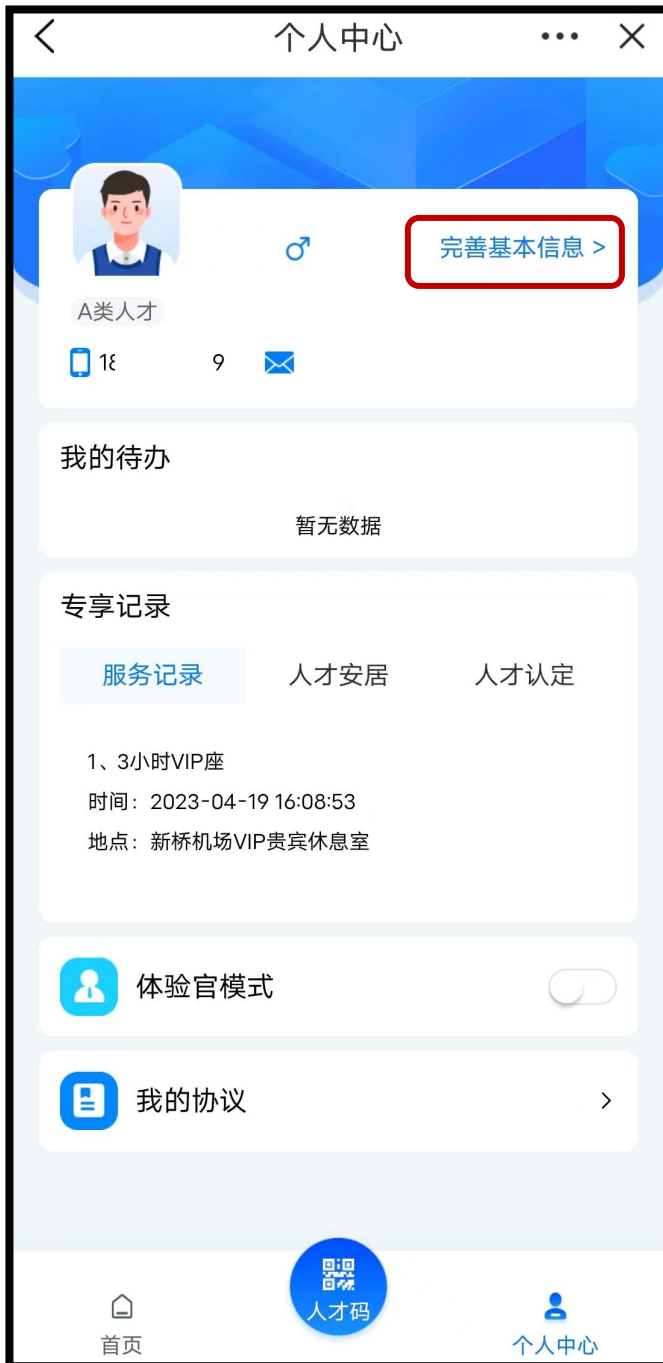 个人中心
完善基本信息 >
A类人才
18 9
我的待办
暂无数据
专享记录
服务记录 人才安居 人才认定
1、3小时VIP座
时间：2023-04-19 16:08:53
地点：新桥机场VIP贵宾休息室
体验官模式
我的协议
人才码
首页 个人中心